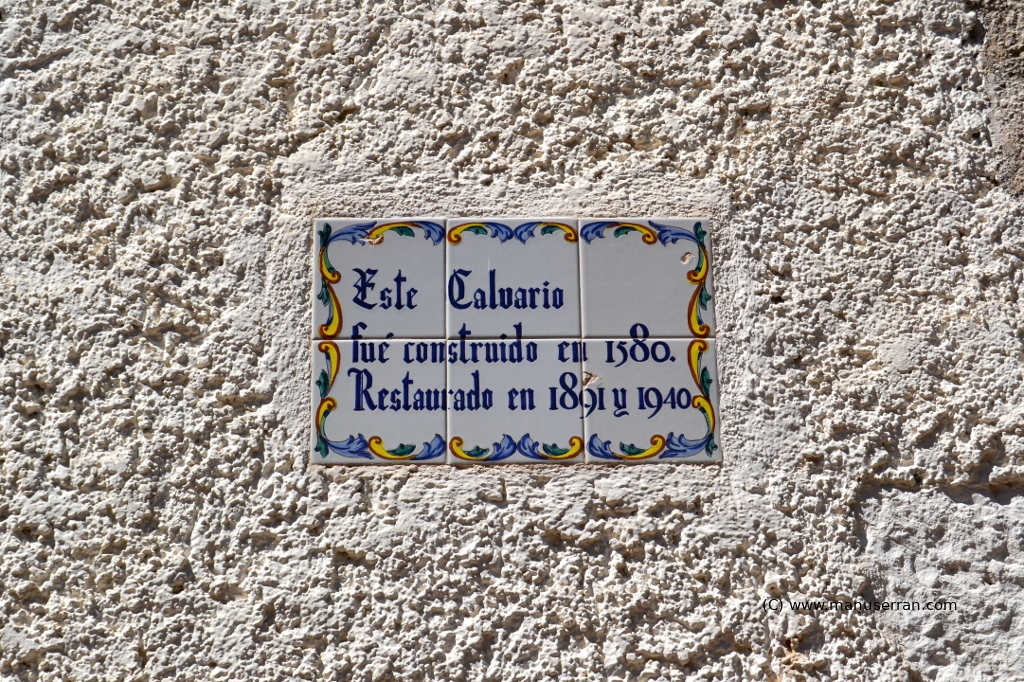 Este Calvario
fué construido en 1580.
Restaurado en 1891 y 1940
(C) www.manuserran.com